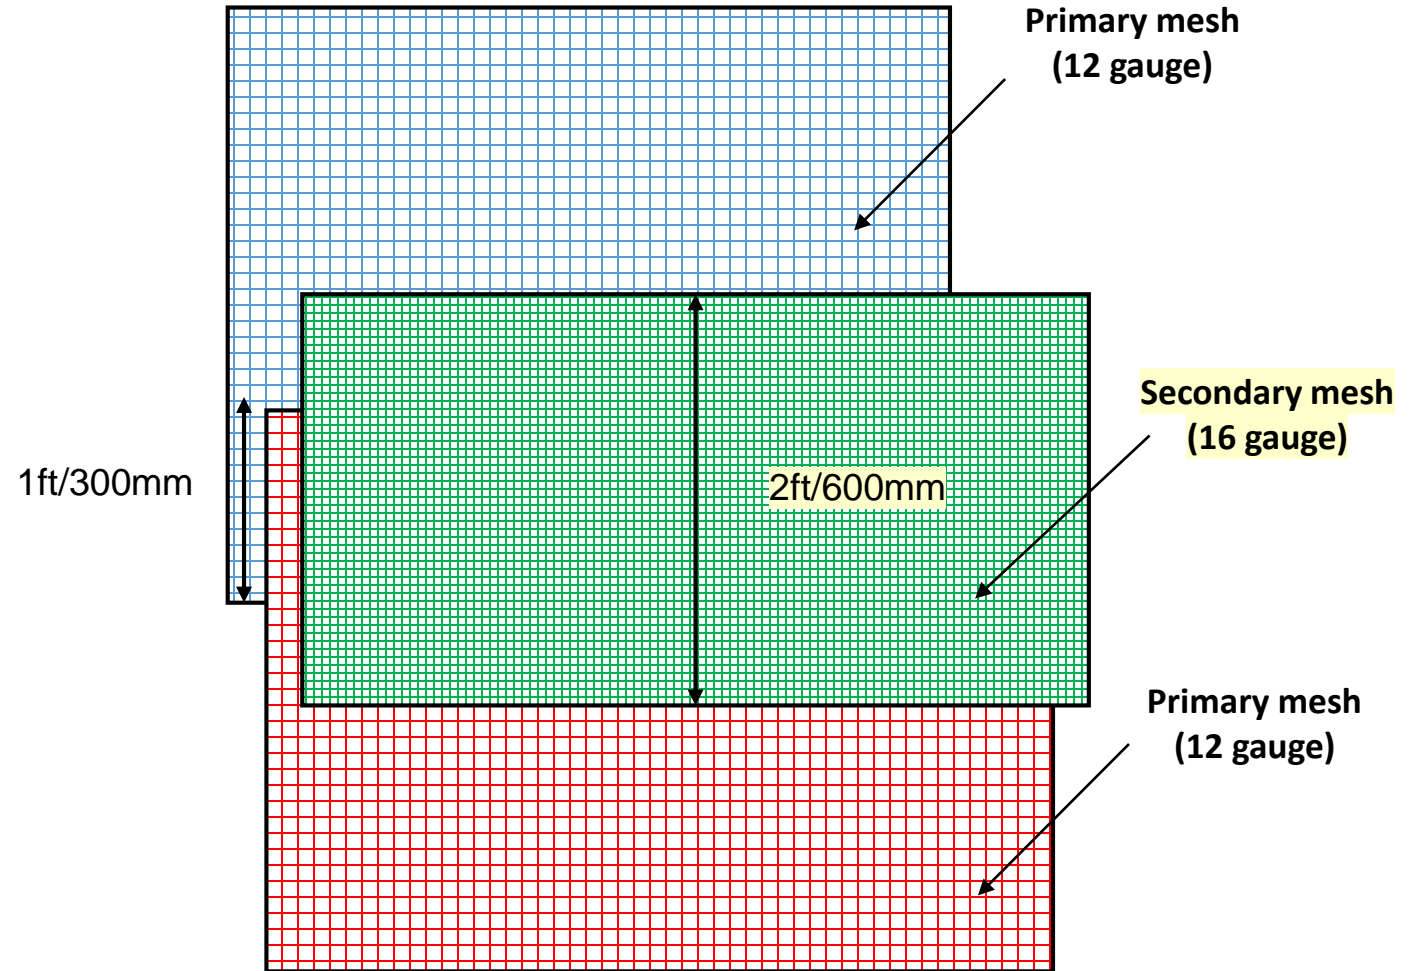 Primary mesh
(12 gauge)
Secondary mesh
(16 gauge)
1ft/300mm
2ft/600mm
Primary mesh
(12 gauge)